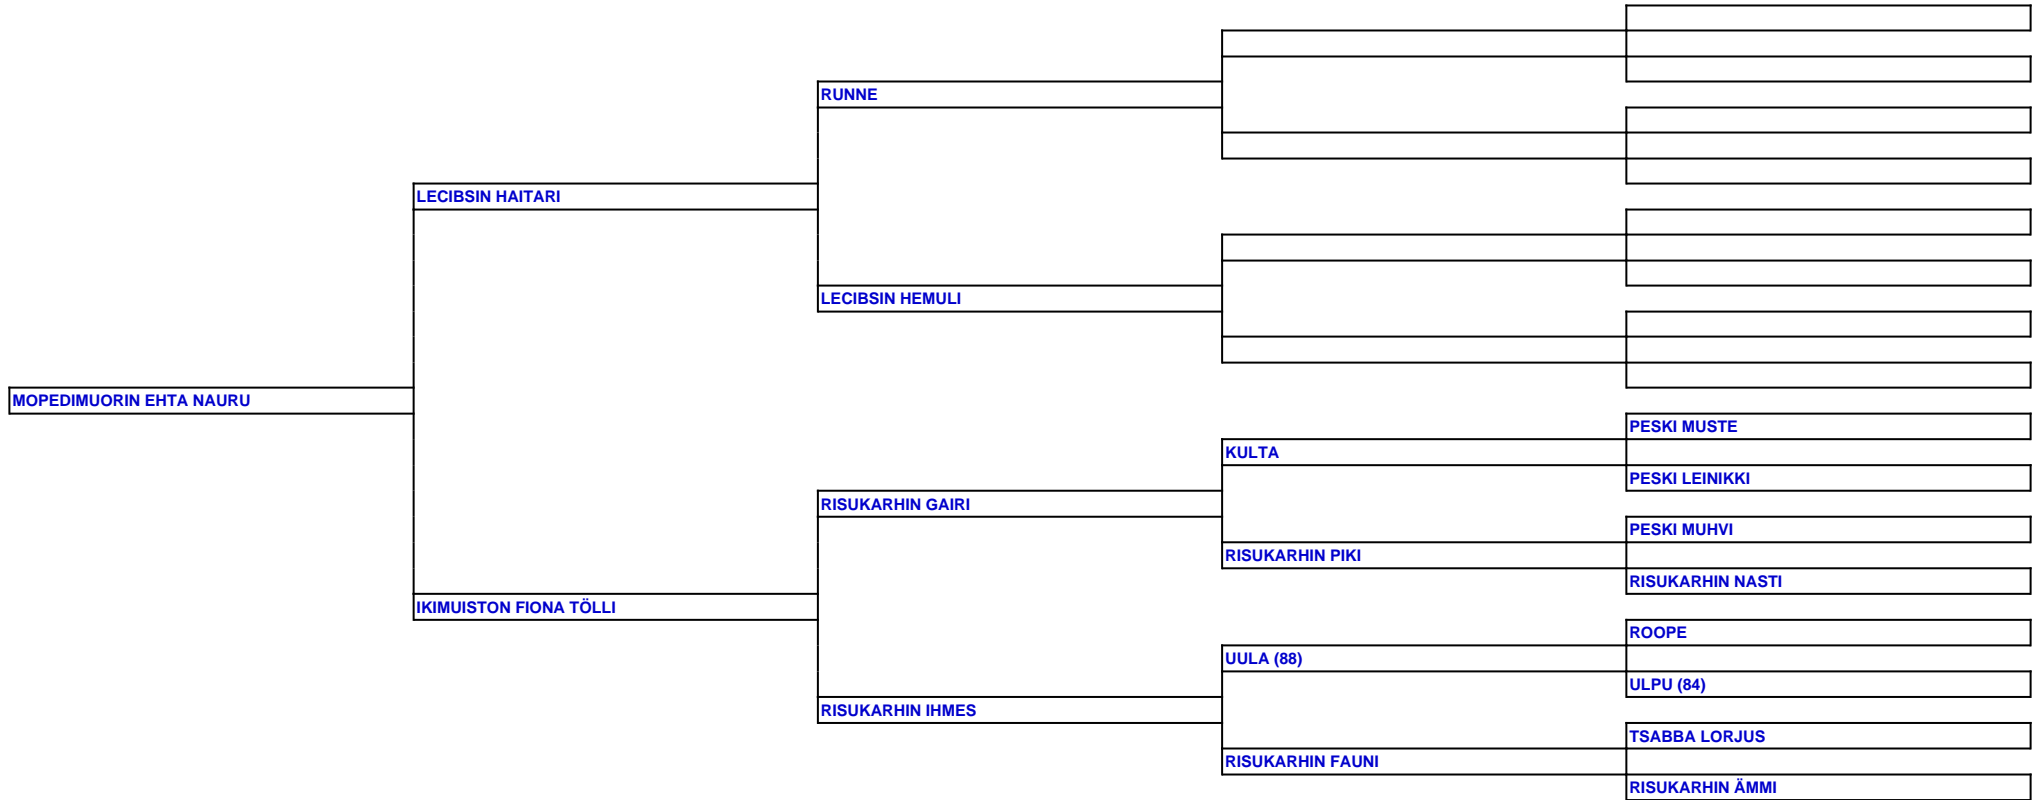 RUNNE
LECIBSIN HAITARI
LECIBSIN HEMULI
MOPEDIMUORIN EHTA NAURU
PESKI MUSTE
KULTA
PESKI LEINIKKI
RISUKARHIN GAIRI
PESKI MUHVI
RISUKARHIN PIKI
RISUKARHIN NASTI
IKIMUISTON FIONA TÖLLI
ROOPE
UULA (88)
ULPU (84)
RISUKARHIN IHMES
TSABBA LORJUS
RISUKARHIN FAUNI
RISUKARHIN ÄMMI